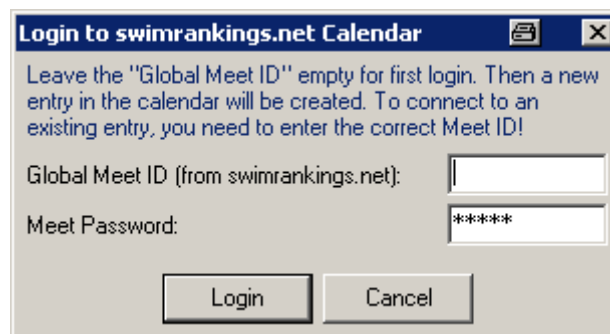 Login to swimrankings.net Calendar
Leave the "Global Meet ID" empty for first login. Then a new
entry in the calendar will be created. To connect to an
existing entry, you need to enter the correct Meet ID!
Global Meet ID (from swimrankings.net):
Meet Password:
*****
Login
Cancel